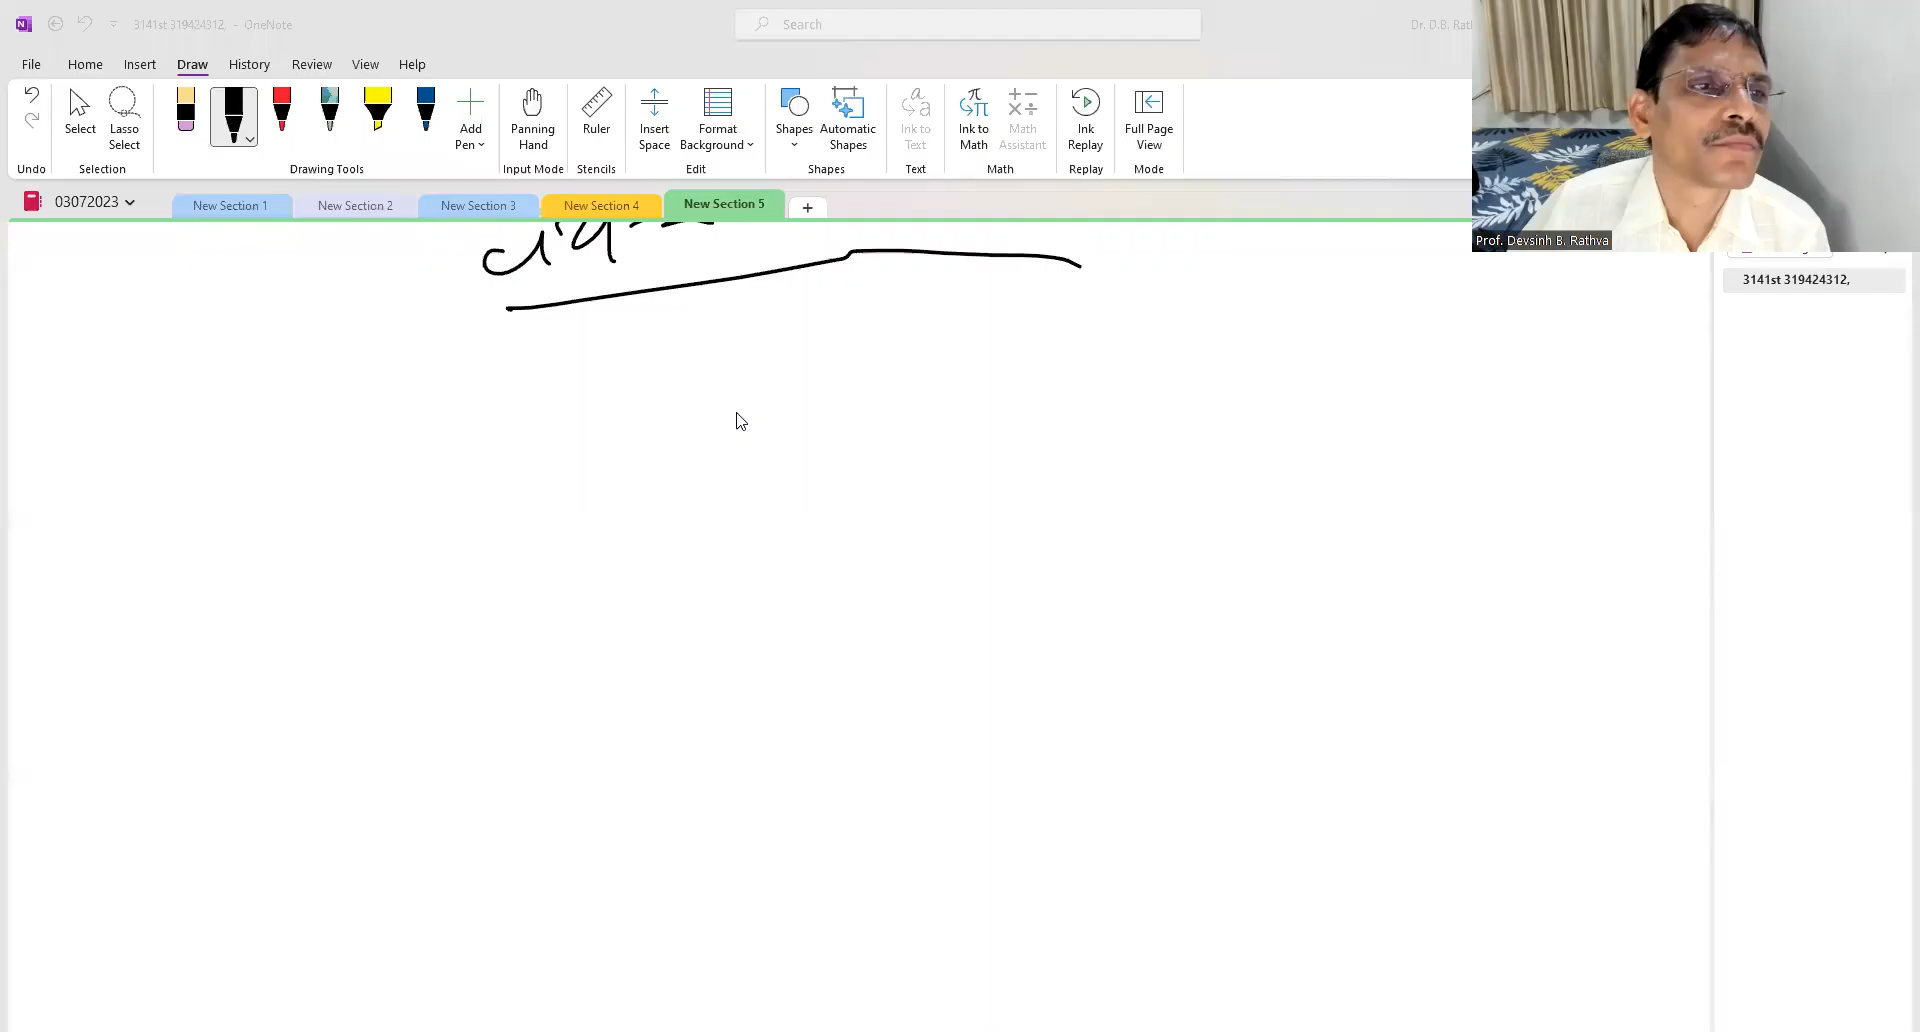 3141st 319424312, - OneNote
Search
Dr. D.B. Rat
File Home Insert Draw History Review View Help
Undo
Select
Lasso Select
Selection
Add Pen
Drawing Tools
Panning Hand
Input Mode
Ruler
Stencils
Insert Space
Format Background
Edit
Shapes
Automatic Shapes
Shapes
Ink to Text
Text
Ink to Math
Math Assistant
Math
Ink Replay
Replay
Full Page View
Mode
03072023
New Section 1 New Section 2 New Section 3 New Section 4 New Section 5 +
Prof. Devsinh B. Rathva
3141st 319424312,